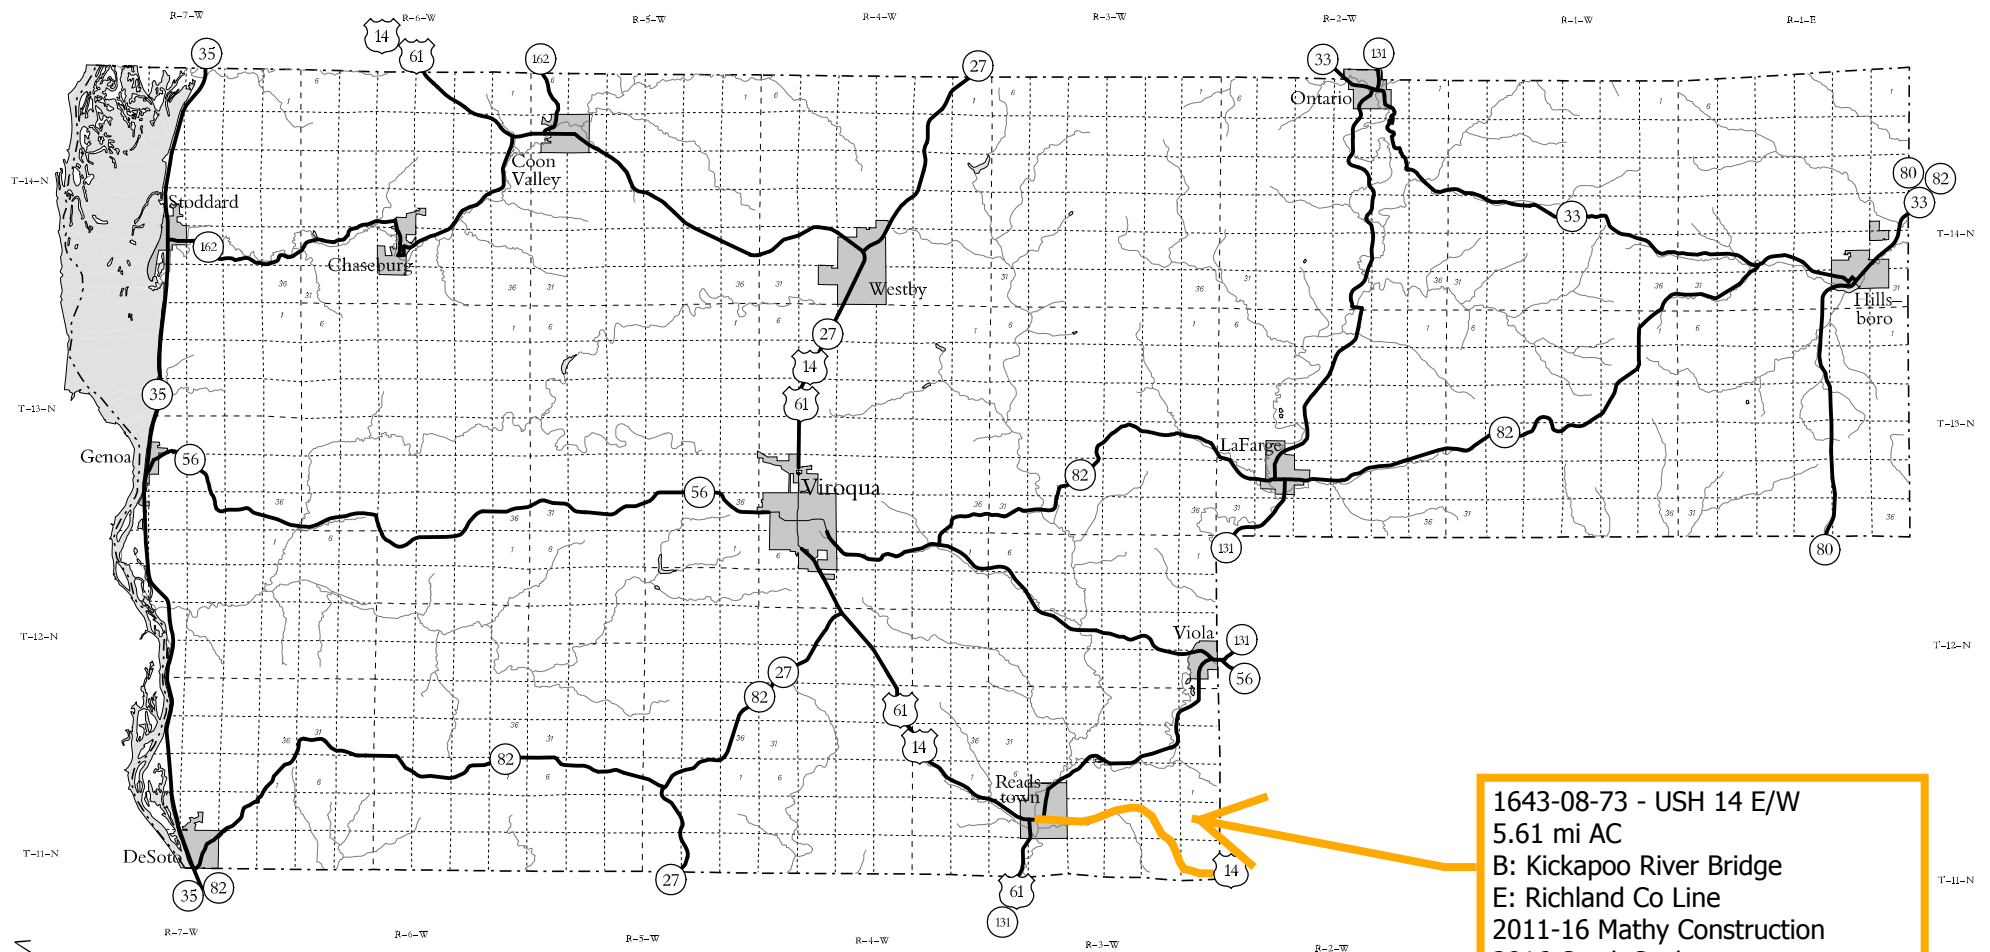 R-7-W R-6-W R-5-W R-4-W R-3-W R-2-W R-1-W R-1-E
14
35 61 162 27 33 131
Ontario
Coon
Valley
T-14-N
80 82
Stoddard
33
33
162
T-14-N
Chaseburg
Westby
Hills-
boro
27
14
35
61
T-13-N
T-13-N
82
LaFarge
Genoa
56
82
56
Viroqua
131
80
T-12-N
Viola
131
T-12-N
27
56
82
61
14
82
Reads-
town
1643-08-73 - USH 14 E/W
5.61 mi AC
B: Kickapoo River Bridge
E: Richland Co Line
2011-16 Mathy Construction
DeSoto
T-11-N
14
T-11-N
35 82
27
61
131
R-7-W R-6-W R-5-W R-4-W R-3-W R-2-W